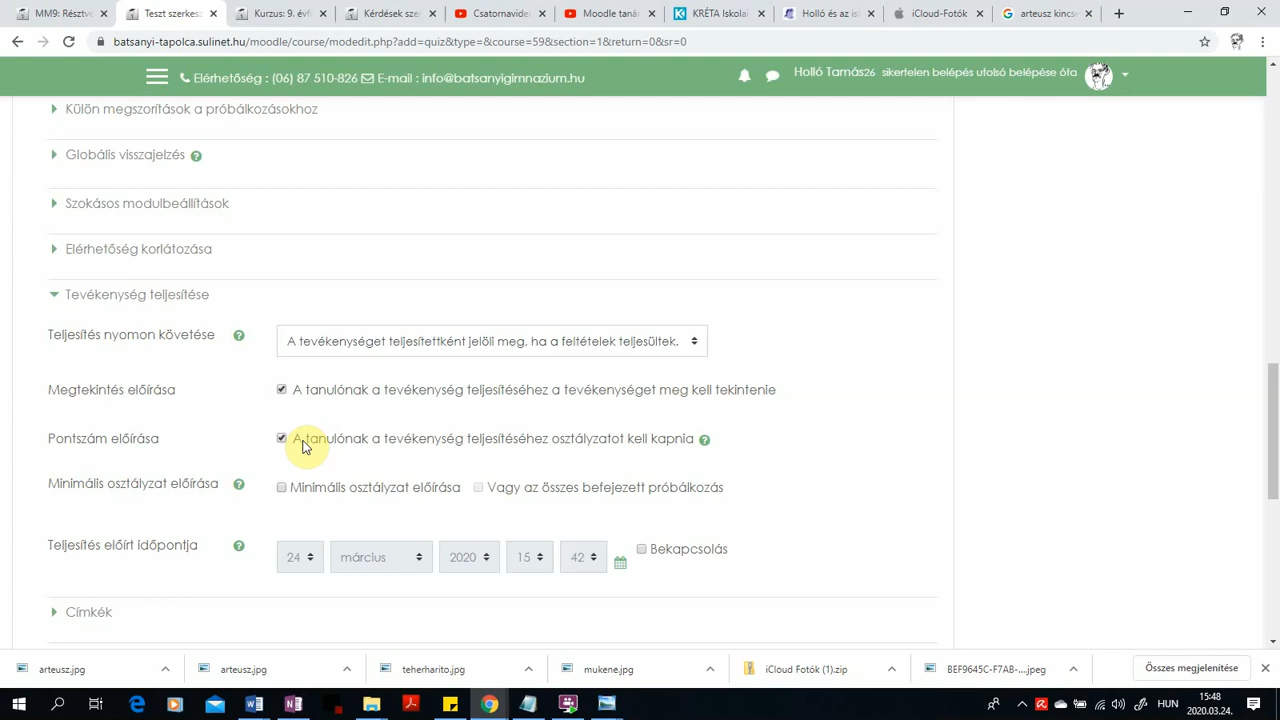 MM9: Résztve
Teszt szerkes
Kurzus: 9. évf
Kérdések szer
Csatornavide
Moodle taná
KRÉTA Iskolai
Holló és az is
iCloud-Fotók
arteusz kincs
batsanyi-tapolca.sulinet.hu/moodle/course/modedit.php?add=quiz&type=&course=59&section=1&return=0&sr=0
Elérhetőség : (06) 87 510-826 E-mail : info@batsanyigimnazium.hu
Holló Tamás26 sikertelen belépés utolsó belépése óta
Külön megszorítások a próbálkozásokhoz
Globális visszajelzés
Szokásos modulbeállítások
Elérhetőség korlátozása
Tevékenység teljesítése
Teljesítés nyomon követése
A tevékenységet teljesítettként jelöli meg, ha a feltételek teljesültek.
Megtekintés előírása
A tanulónak a tevékenység teljesítéséhez a tevékenységet meg kell tekintenie
Pontszám előírása
A tanulónak a tevékenység teljesítéséhez osztályzatot kell kapnia
Minimális osztályzat előírása
Minimális osztályzat előírása
Vagy az összes befejezett próbálkozás
Teljesítés előírt időpontja
24 március 2020 15 42
Bekapcsolás
Címkék
arteusz.jpg
arteusz.jpg
teherharito.jpg
mukene.jpg
iCloud Fotók (1).zip
BEF9645C-F7AB-....jpeg
Összes megjelenítése
HUN
15:48
2020.03.24.